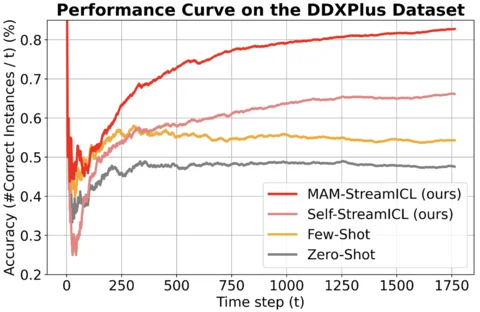 Performance Curve on the DDXPlus Dataset
Accuracy (#Correct Instances / t) (%)
0.8
0.7
0.6
0.5
0.4
0.3
0.2
MAM-StreamICL (ours)
Self-StreamICL (ours)
Few-Shot
Zero-Shot
0 250 500 750 1000 1250 1500 1750
Time step (t)